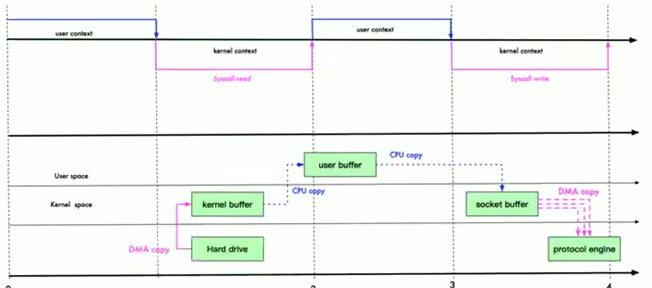 user context
user context
kernel context
kernel context
Syscall read
Syscall write
user buffer
CPU copy
User space
CPU copy
DMA copy
Kernel space
kernel buffer
socket buffer
DMA copy
Hard drive
protocol engine
3